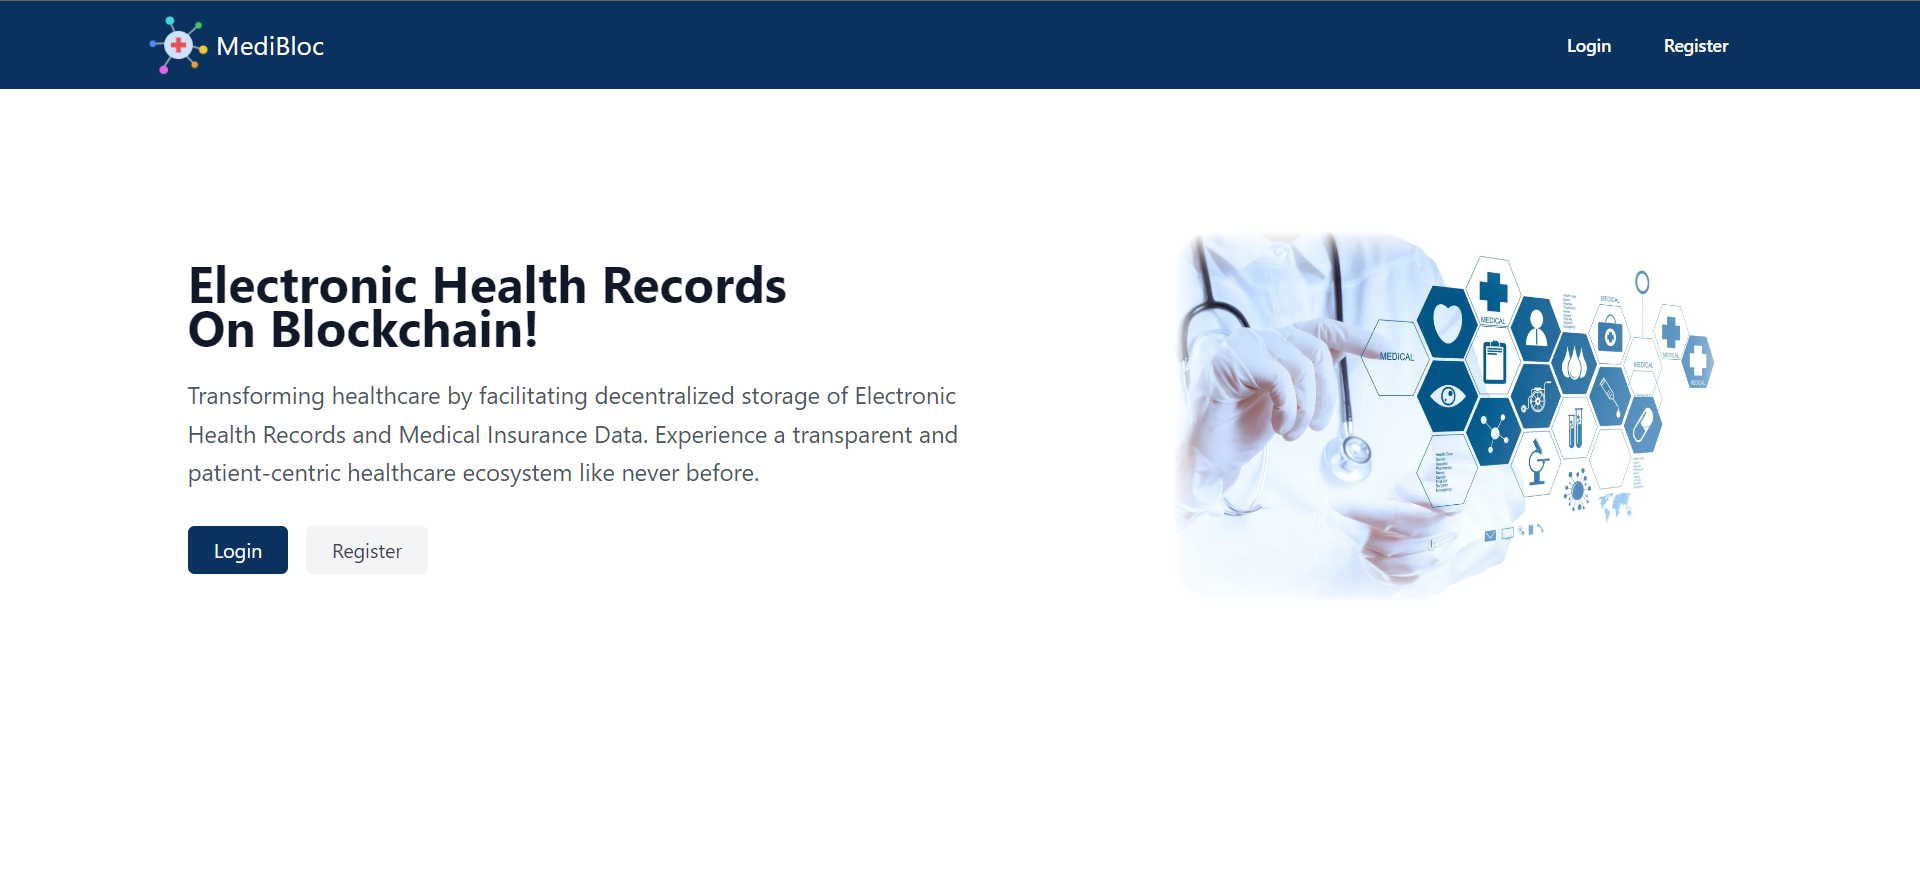 MediBloc
Login
Register
Electronic Health Records
On Blockchain!
Transforming healthcare by facilitating decentralized storage of Electronic
Health Records and Medical Insurance Data. Experience a transparent and
patient-centric healthcare ecosystem like never before.
Login
Register
MEDICAL
MEDICAL
MEDICAL
MEDICAL
MEDICAL
MEDICAL